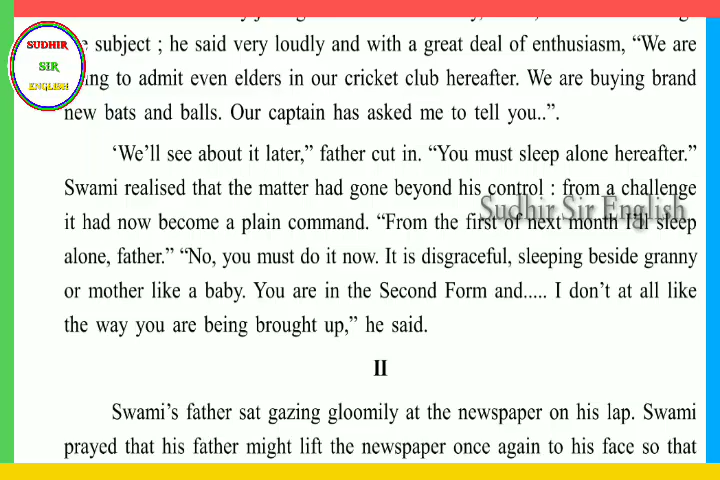 SUDHIR
SIR
ENGLISH
subject ; he said very loudly and with a great deal of enthusiasm, “We are
to admit even elders in our cricket club hereafter. We are buying brand
new bats and balls. Our captain has asked me to tell you..”.
‘We’ll see about it later,” father cut in. “You must sleep alone hereafter.”
Swami realised that the matter had gone beyond his control : from a challenge
it had now become a plain command. “From the first of next month I’ll sleep
Sudhir Sir English
alone, father.” “No, you must do it now. It is disgraceful, sleeping beside granny
or mother like a baby. You are in the Second Form and..... I don’t at all like
the way you are being brought up,” he said.
II
Swami’s father sat gazing gloomily at the newspaper on his lap. Swami
prayed that his father might lift the newspaper once again to his face so that